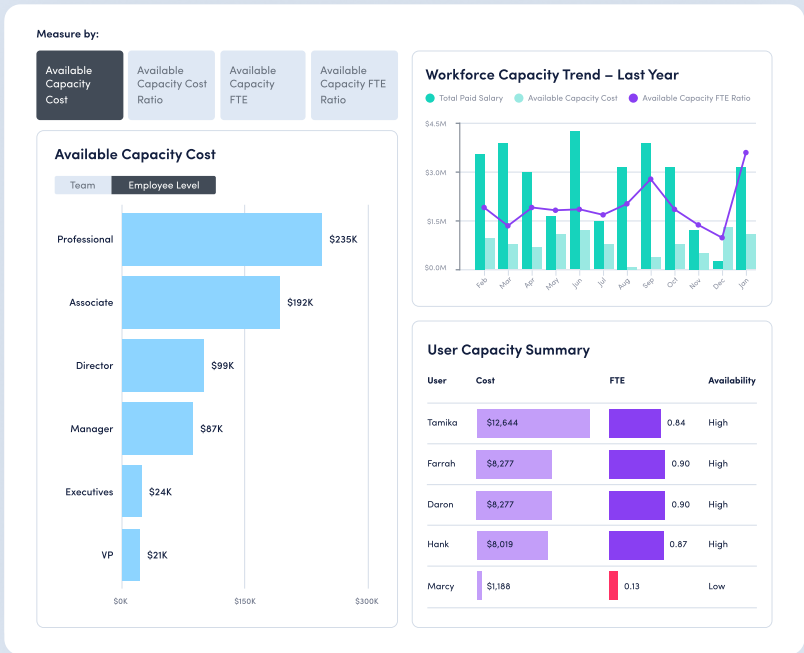 Measure by:
Available
Capacity
Cost
Available
Capacity Cost
Ratio
Available
Capacity
FTE
Available
Capacity FTE
Ratio
Available Capacity Cost
Team
Employee Level
Professional
$235K
Associate
$192K
Director
$99K
Manager
$87K
Executives
$24K
VP
$21K
$0K
$150K
$300K
Workforce Capacity Trend – Last Year
Total Paid Salary
Available Capacity Cost
Available Capacity FTE Ratio
$4.5M
$3.0M
$1.5M
$0.0M
Feb
Mar
Apr
May
Jun
Jul
Aug
Sep
Oct
Nov
Dec
Jan
User Capacity Summary
User Cost FTE Availability
Tamika $12,644 0.84 High
Farrah $8,277 0.90 High
Daron $8,277 0.90 High
Hank $8,019 0.87 High
Marcy $1,188 0.13 Low